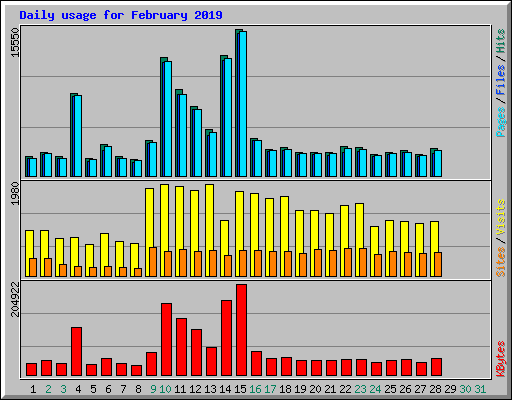 Daily usage for February 2019
15550
Pages / Files / Hits
1980
Sites / Visits
204922
KBytes
1 2 3 4 5 6 7 8 9 10 11 12 13 14 15 16 17 18 19 20 21 22 23 24 25 26 27 28 29 30 31